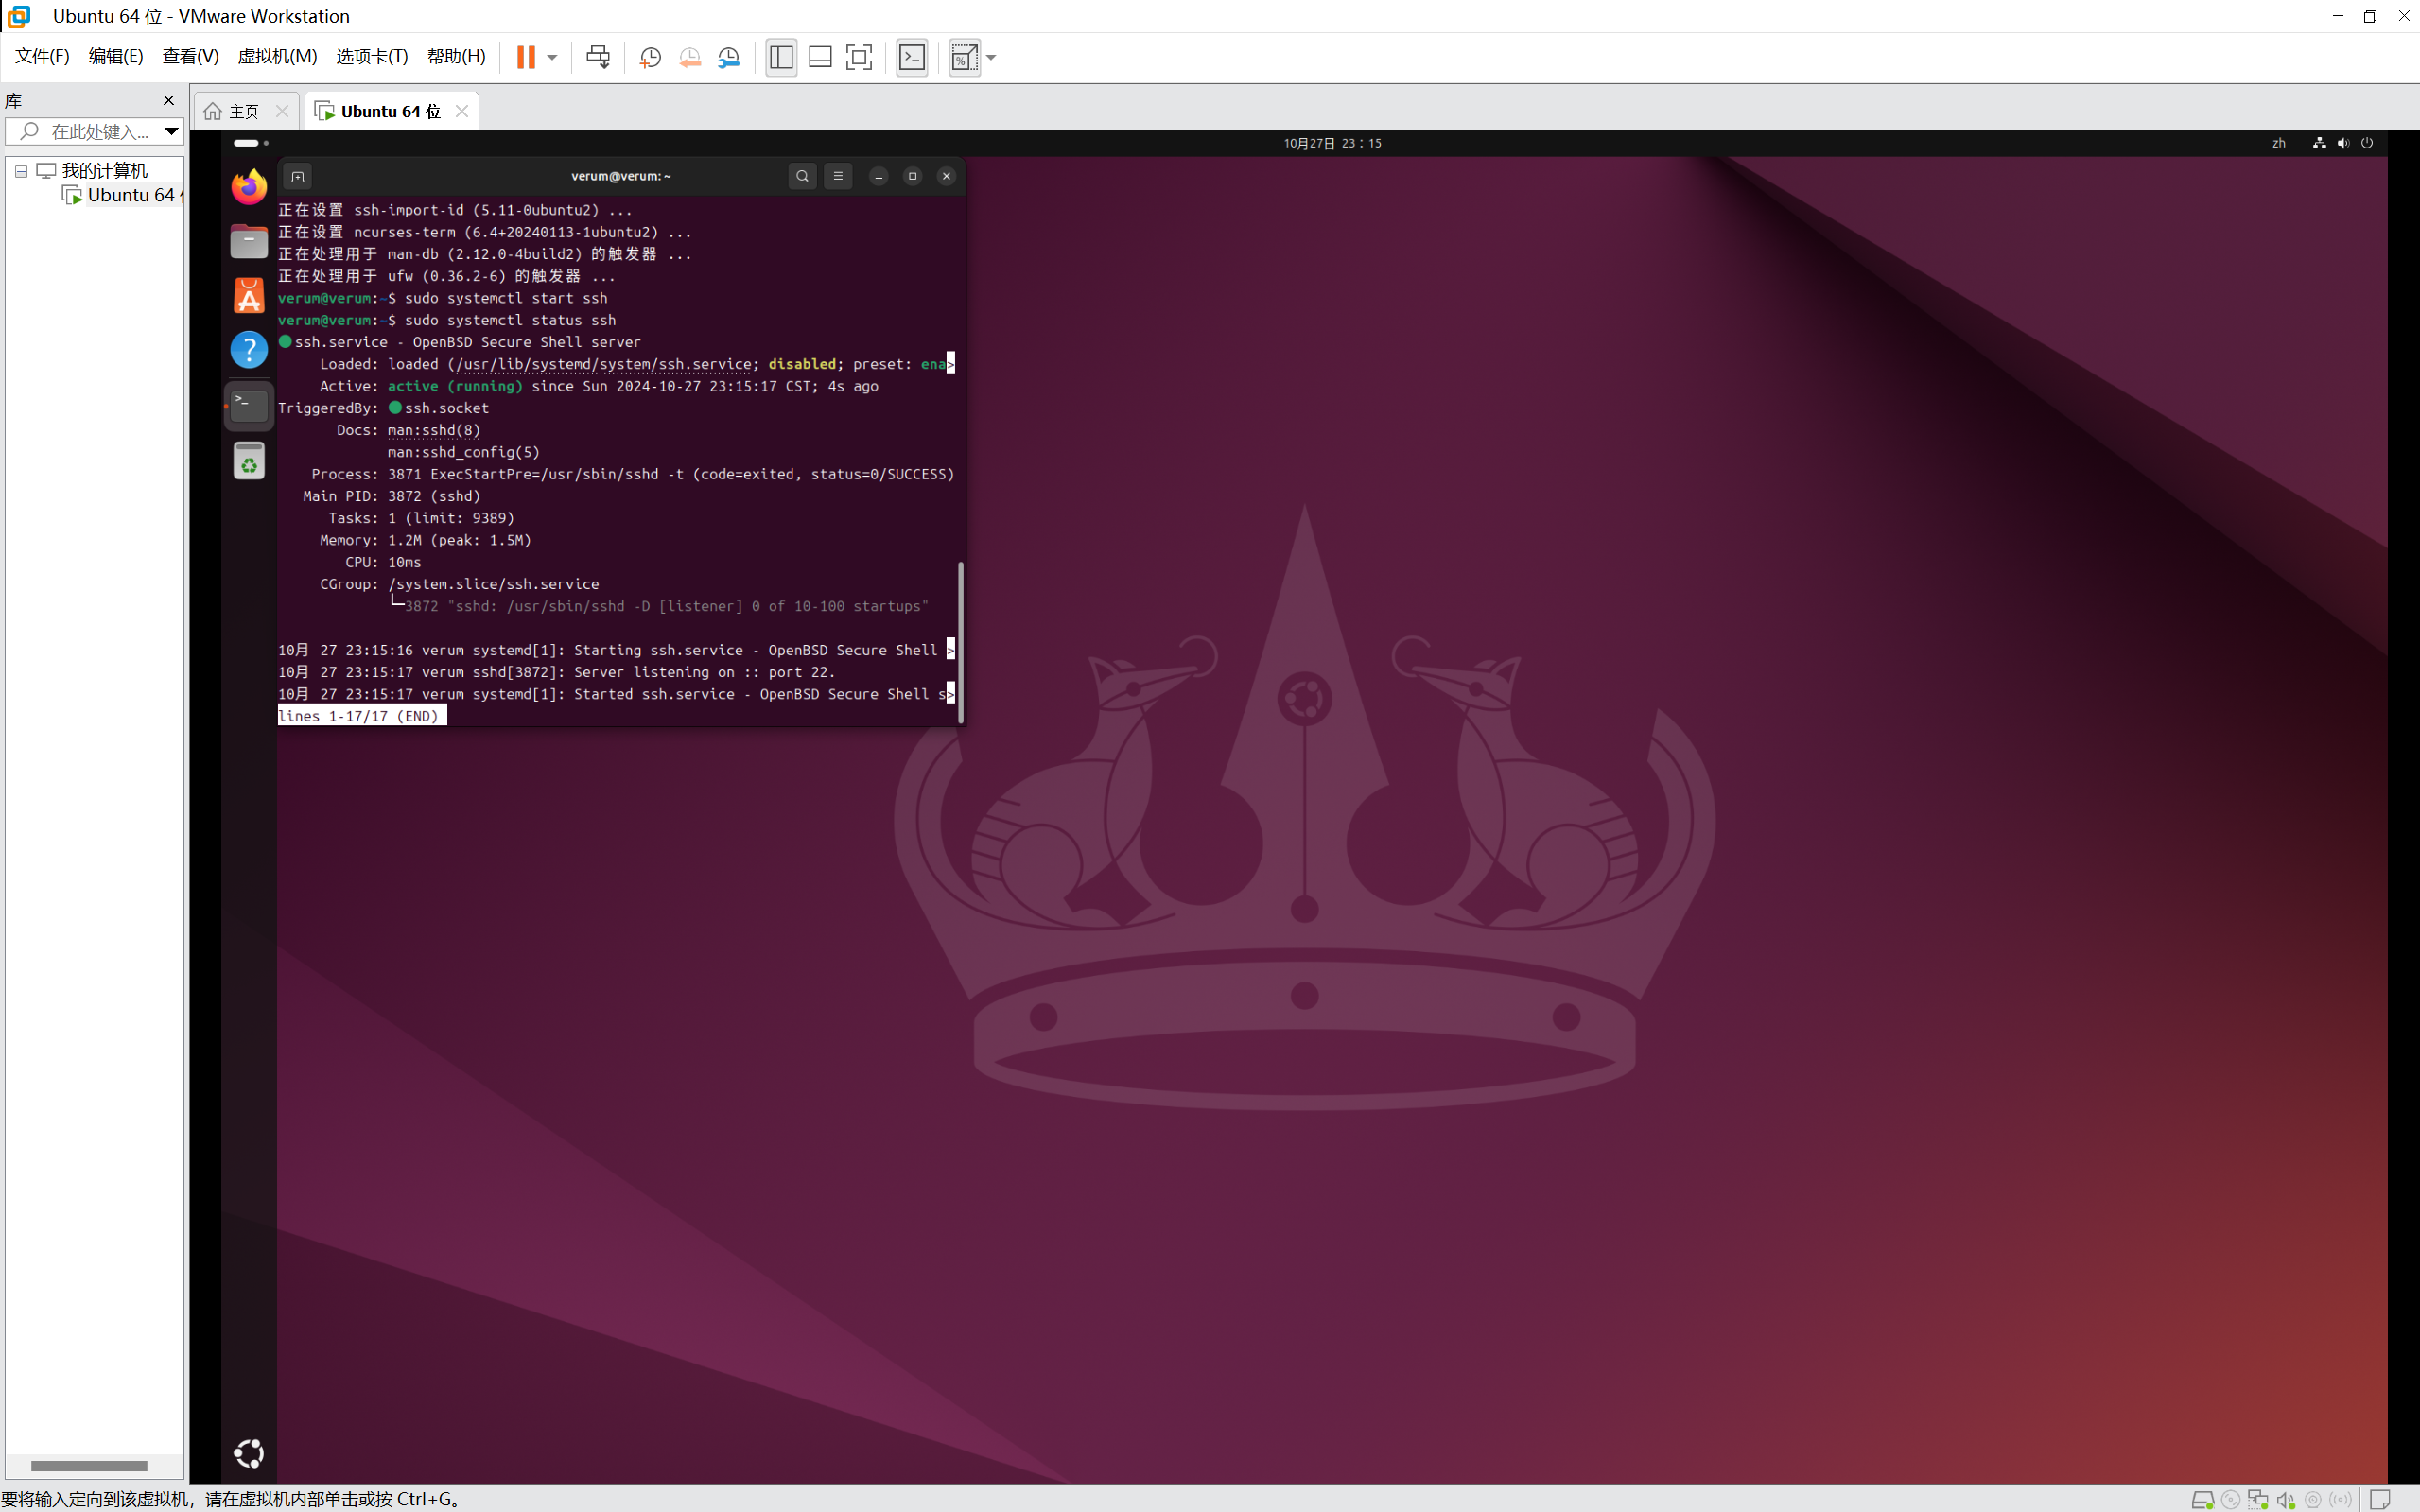 Ubuntu 64 位 - VMware Workstation
文件(F) 编辑(E) 查看(V) 虚拟机(M) 选项卡(T) 帮助(H)
库
在此处键入...
主页
Ubuntu 64 位
我的计算机
Ubuntu 64
10月27日 23：15
zh
verum@verum: ~
正在设置 ssh-import-id (5.11-0ubuntu2) ...
正在设置 ncurses-term (6.4+20240113-1ubuntu2) ...
正在处理用于 man-db (2.12.0-4build2) 的触发器 ...
正在处理用于 ufw (0.36.2-6) 的触发器 ...
verum@verum:~$ sudo systemctl start ssh
verum@verum:~$ sudo systemctl status ssh
ssh.service - OpenBSD Secure Shell server
Loaded: loaded (/usr/lib/systemd/system/ssh.service; disabled; preset: ena>
Active: active (running) since Sun 2024-10-27 23:15:17 CST; 4s ago
TriggeredBy: ssh.socket
Docs: man:sshd(8)
man:sshd_config(5)
Process: 3871 ExecStartPre=/usr/sbin/sshd -t (code=exited, status=0/SUCCESS)
Main PID: 3872 (sshd)
Tasks: 1 (limit: 9389)
Memory: 1.2M (peak: 1.5M)
CPU: 10ms
CGroup: /system.slice/ssh.service
└─3872 "sshd: /usr/sbin/sshd -D [listener] 0 of 10-100 startups"
10月 27 23:15:16 verum systemd[1]: Starting ssh.service - OpenBSD Secure Shell >
10月 27 23:15:17 verum sshd[3872]: Server listening on :: port 22.
10月 27 23:15:17 verum systemd[1]: Started ssh.service - OpenBSD Secure Shell s>
lines 1-17/17 (END)
要将输入定向到该虚拟机，请在虚拟机内部单击或按 Ctrl+G。